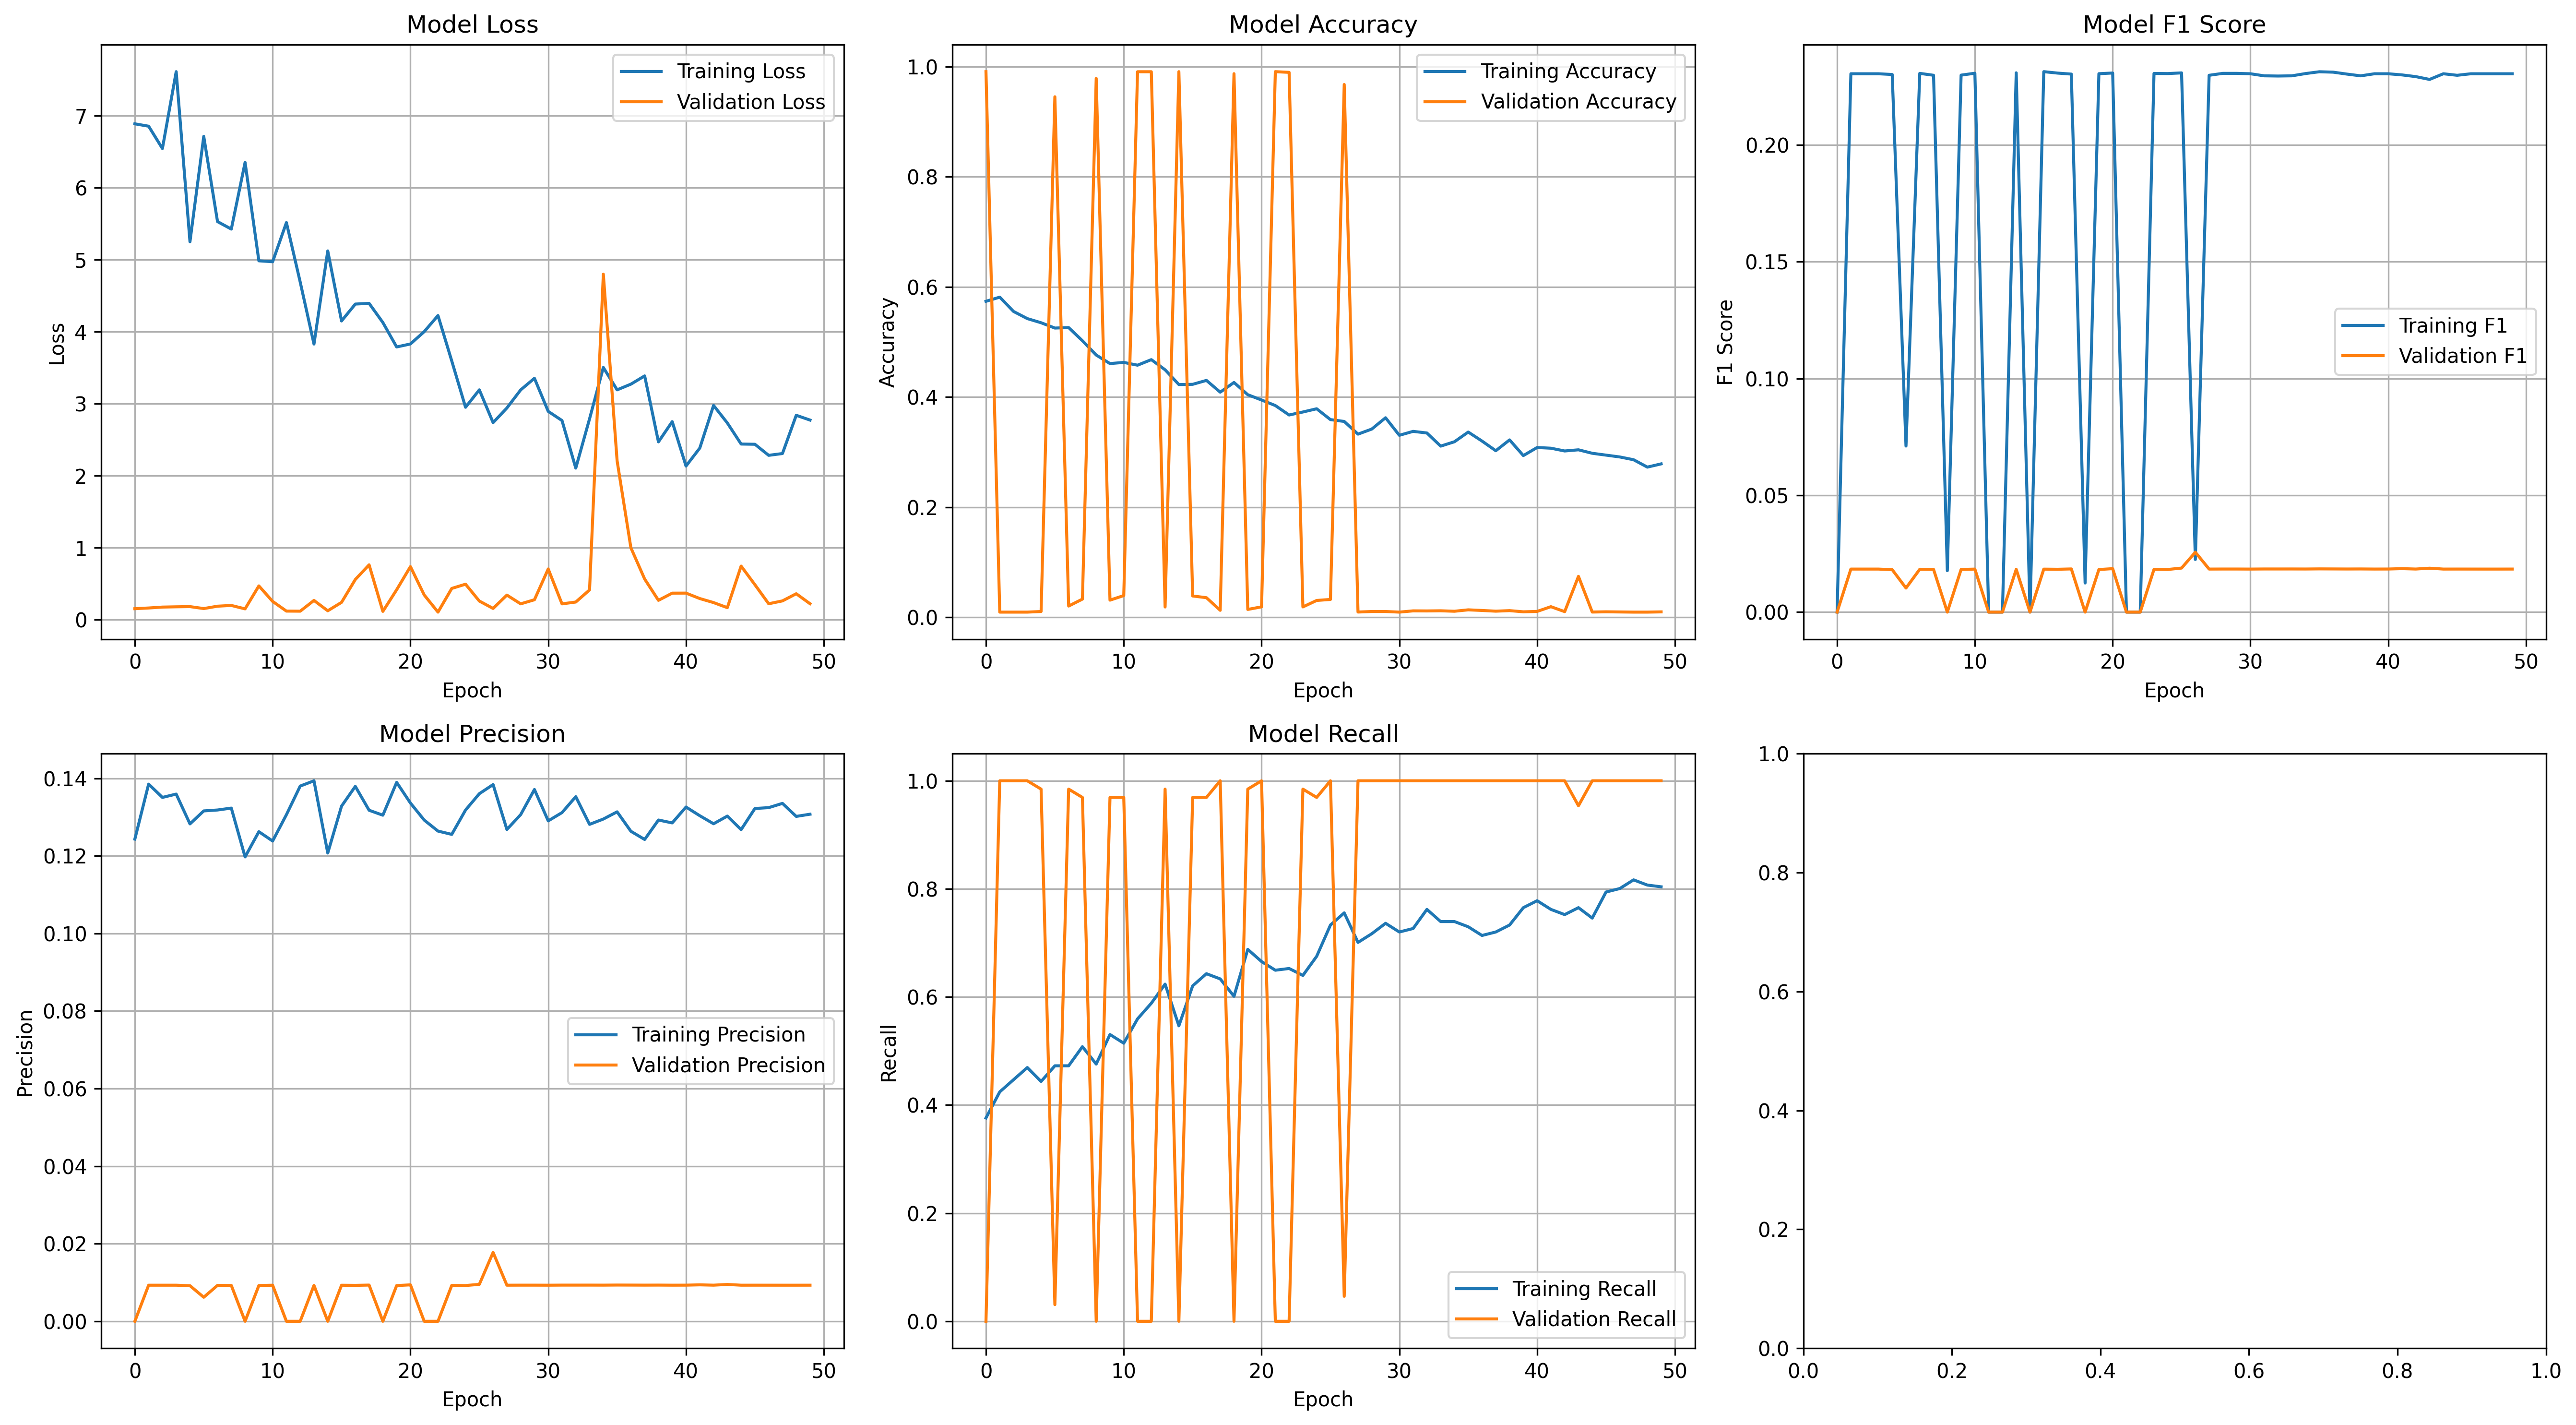 Model Loss
Training Loss
Validation Loss
7
6
5
4
3
2
1
0
Loss
0 10 20 30 40 50
Epoch
Model Accuracy
Training Accuracy
Validation Accuracy
1.0
0.8
0.6
0.4
0.2
0.0
Accuracy
0 10 20 30 40 50
Epoch
Model F1 Score
Training F1
Validation F1
0.20
0.15
0.10
0.05
0.00
F1 Score
0 10 20 30 40 50
Epoch
Model Precision
Training Precision
Validation Precision
0.14
0.12
0.10
0.08
0.06
0.04
0.02
0.00
Precision
0 10 20 30 40 50
Epoch
Model Recall
Training Recall
Validation Recall
1.0
0.8
0.6
0.4
0.2
0.0
Recall
0 10 20 30 40 50
Epoch
1.0
0.8
0.6
0.4
0.2
0.0
0.0 0.2 0.4 0.6 0.8 1.0